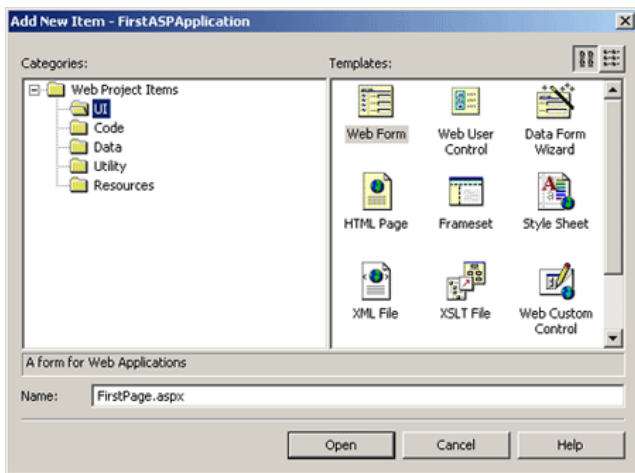 Add New Item - FirstASPApplication
Categories:
Templates:
Web Project Items
UI
Code
Data
Utility
Resources
Web Form
Web User Control
Data Form Wizard
HTML Page
Frameset
Style Sheet
XML File
XSLT File
Web Custom Control
A form for Web Applications
Name:
FirstPage.aspx
Open
Cancel
Help